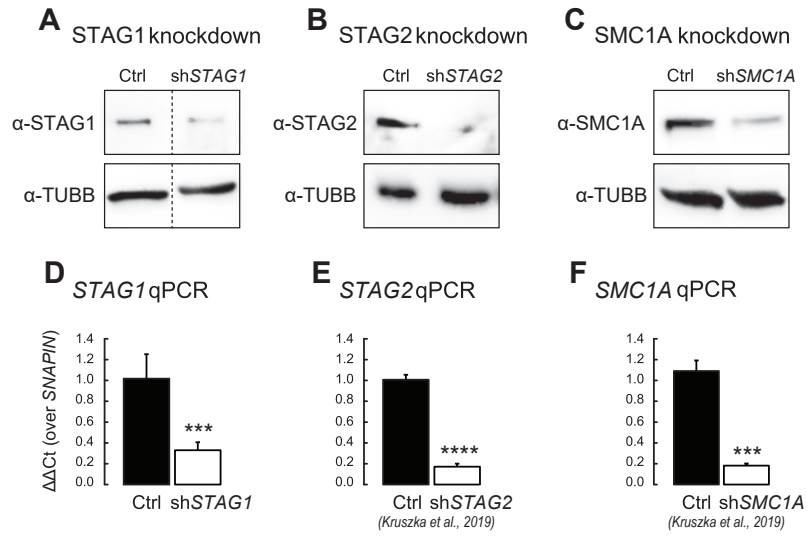 A STAG1 knockdown
B STAG2 knockdown
C SMC1A knockdown
Ctrl shSTAG1
Ctrl shSTAG2
Ctrl shSMC1A
α-STAG1
α-STAG2
α-SMC1A
α-TUBB
α-TUBB
α-TUBB
D STAG1 qPCR
E STAG2 qPCR
F SMC1A qPCR
ΔΔCt (over SNAPIN)
1.4
1.2
1.0
0.8
0.6
0.4
0.2
0.0
***
Ctrl shSTAG1
1.4
1.2
1.0
0.8
0.6
0.4
0.2
0.0
****
Ctrl shSTAG2
(Kruszka et al., 2019)
1.4
1.2
1.0
0.8
0.6
0.4
0.2
0.0
***
Ctrl shSMC1A
(Kruszka et al., 2019)